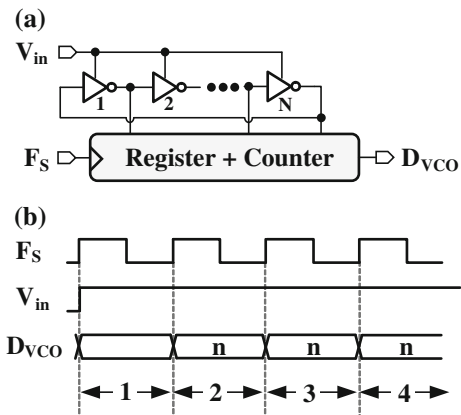 (a)
V_in
1 2 N
F_S Register + Counter D_VCO
(b)
F_S
V_in
D_VCO n n n
1 2 3 4